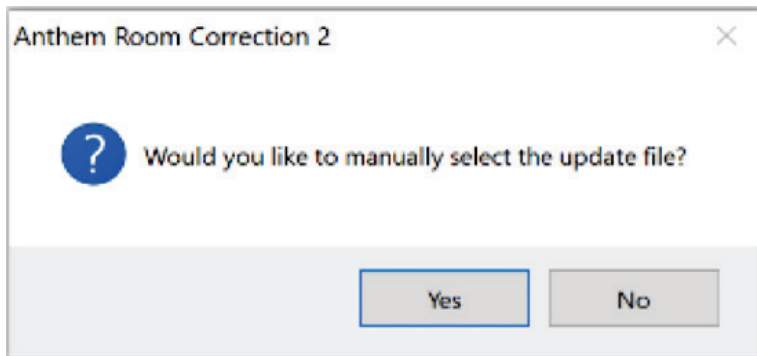 Anthem Room Correction 2
?
Would you like to manually select the update file?
Yes
No